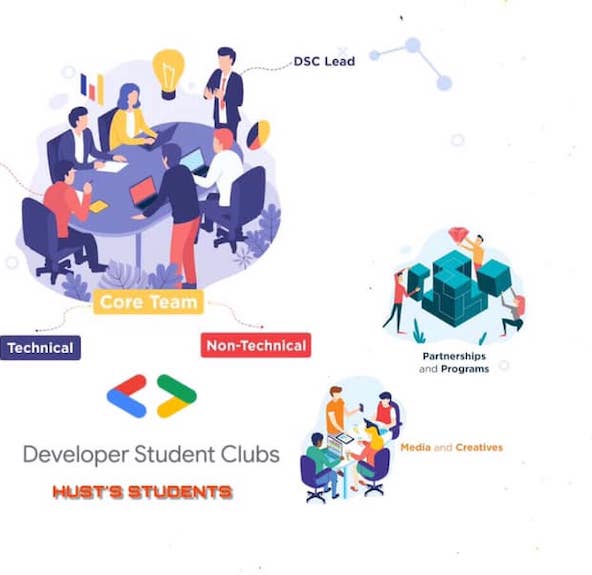 DSC Lead
Core Team
Technical
Non-Technical
Partnerships
and Programs
Developer Student Clubs
Media and Creatives
HUST'S STUDENTS